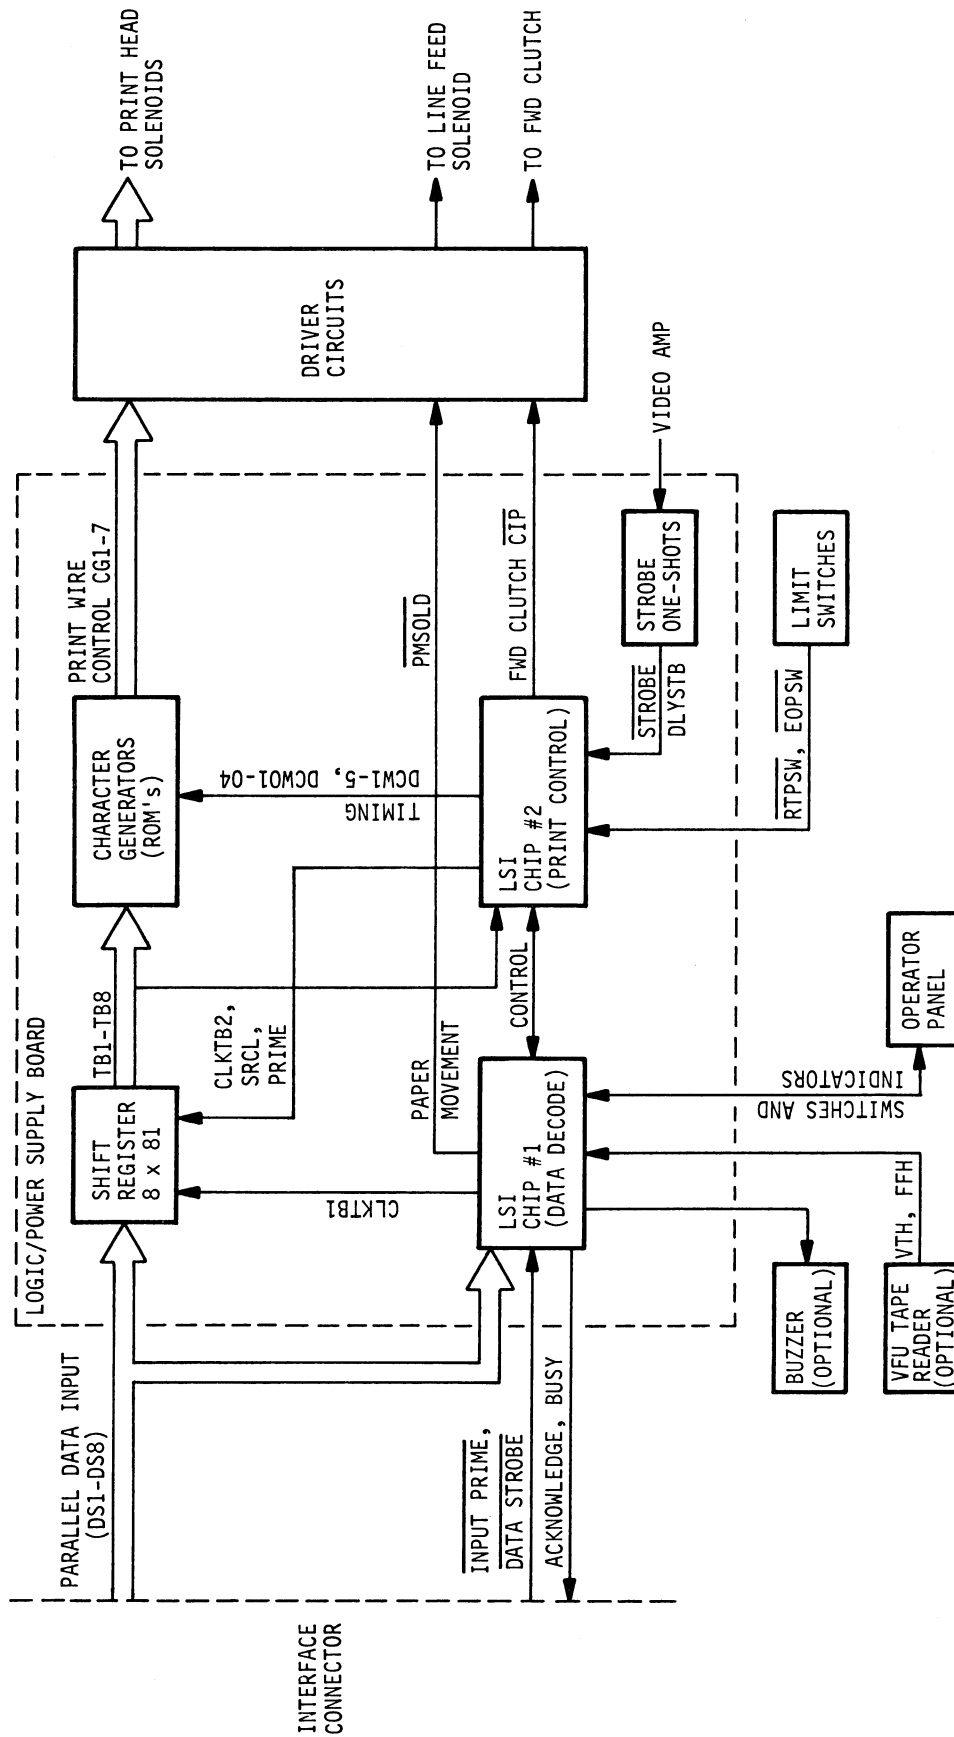 INTERFACE
CONNECTOR
PARALLEL DATA INPUT
(DS1-DS8)
INPUT PRIME,
DATA STROBE
ACKNOWLEDGE, BUSY
LOGIC/POWER SUPPLY BOARD
SHIFT
REGISTER
8 x 81
TB1-TB8
CHARACTER
GENERATORS
(ROM's)
PRINT WIRE
CONTROL CG1-7
DRIVER
CIRCUITS
TO PRINT HEAD
SOLENOIDS
TO LINE FEED
SOLENOID
TO FWD CLUTCH
CLKTB1
CLKTB2,
SRCL,
PRIME
PAPER
MOVEMENT
PMSOLD
TIMING
DCW1-5, DCWO1-04
LSI
CHIP #1
(DATA DECODE)
CONTROL
LSI
CHIP #2
(PRINT CONTROL)
FWD CLUTCH CIP
STROBE
DLYSTB
STROBE
ONE-SHOTS
VIDEO AMP
RTPSW, EOPSW
LIMIT
SWITCHES
BUZZER
(OPTIONAL)
VFU TAPE
READER
(OPTIONAL)
VTH, FFH
SWITCHES AND
INDICATORS
OPERATOR
PANEL